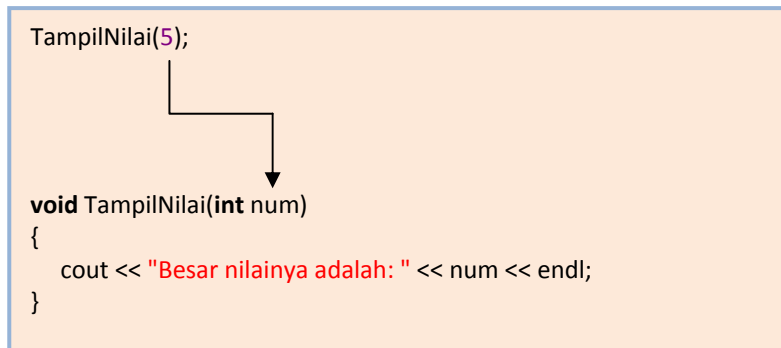 TampilNilai(5);
void TampilNilai(int num)
{
cout << "Besar nilainya adalah: " << num << endl;
}